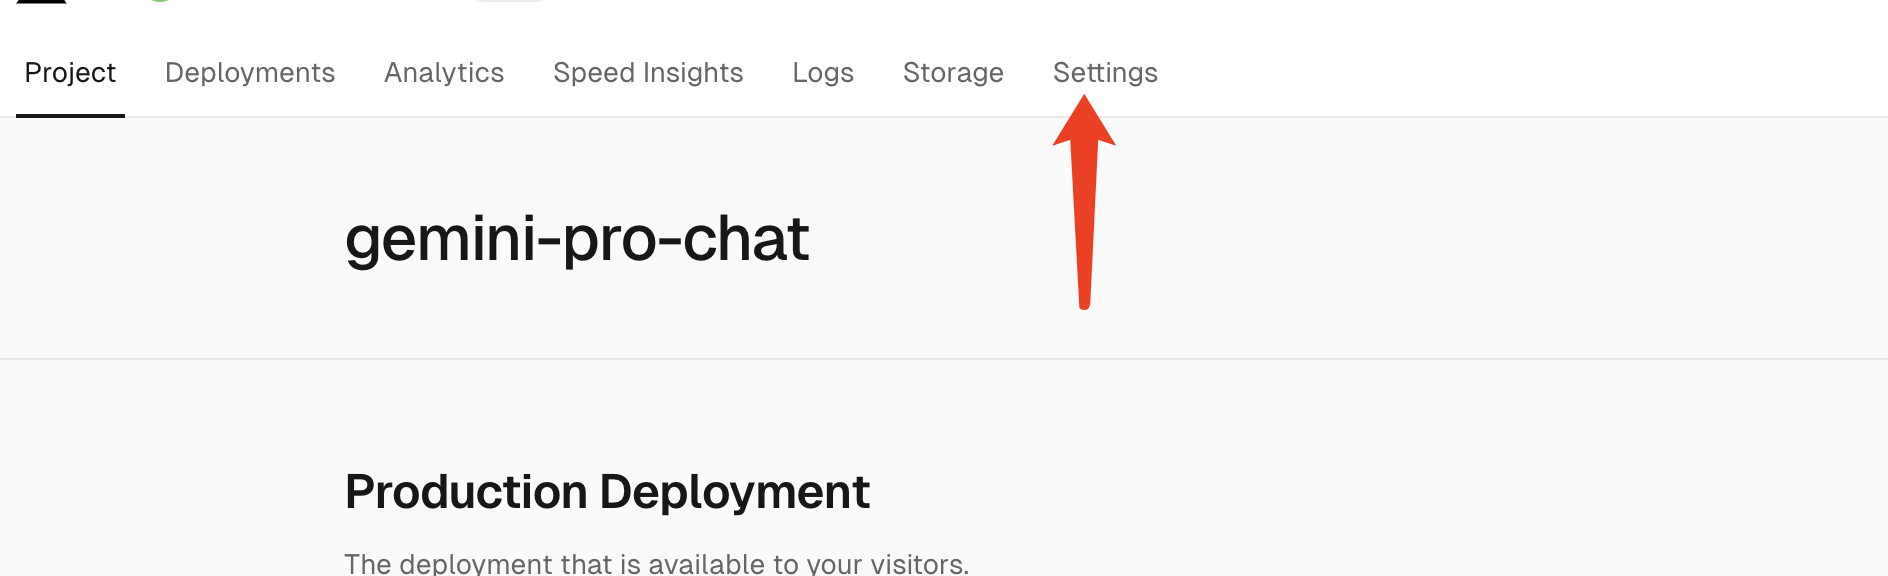 Project Deployments Analytics Speed Insights Logs Storage Settings
gemini-pro-chat
Production Deployment
The deployment that is available to your visitors.